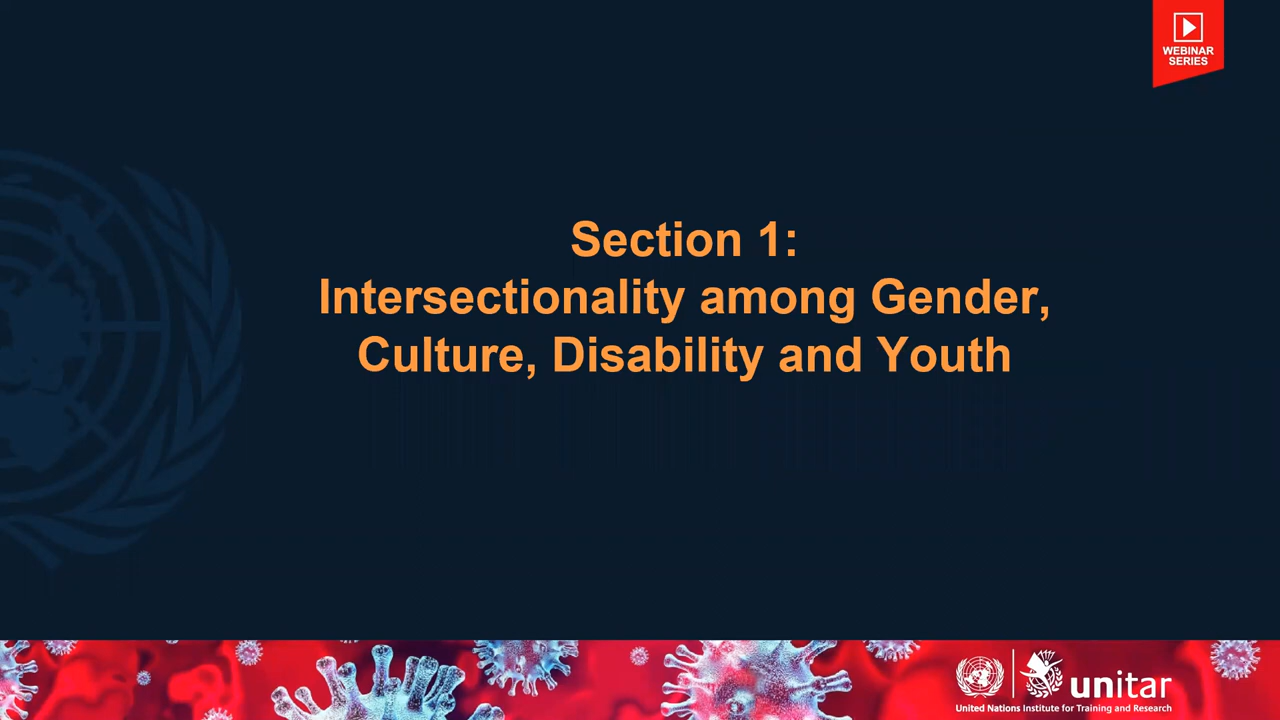 WEBINAR
SERIES
Section 1:
Intersectionality among Gender,
Culture, Disability and Youth
unitar
United Nations Institute for Training and Research